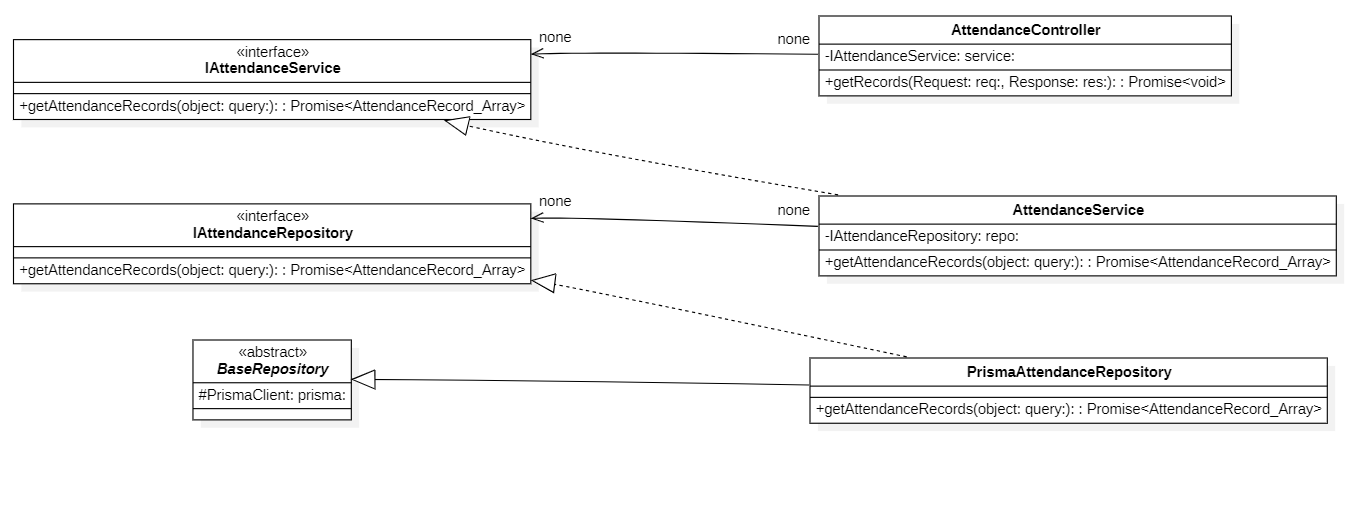 «interface»
IAttendanceService
+getAttendanceRecords(object: query:): : Promise<AttendanceRecord_Array>
none
none
AttendanceController
-IAttendanceService: service:
+getRecords(Request: req:, Response: res:): : Promise<void>
«interface»
IAttendanceRepository
+getAttendanceRecords(object: query:): : Promise<AttendanceRecord_Array>
none
none
AttendanceService
-IAttendanceRepository: repo:
+getAttendanceRecords(object: query:): : Promise<AttendanceRecord_Array>
«abstract»
BaseRepository
#PrismaClient: prisma:
PrismaAttendanceRepository
+getAttendanceRecords(object: query:): : Promise<AttendanceRecord_Array>